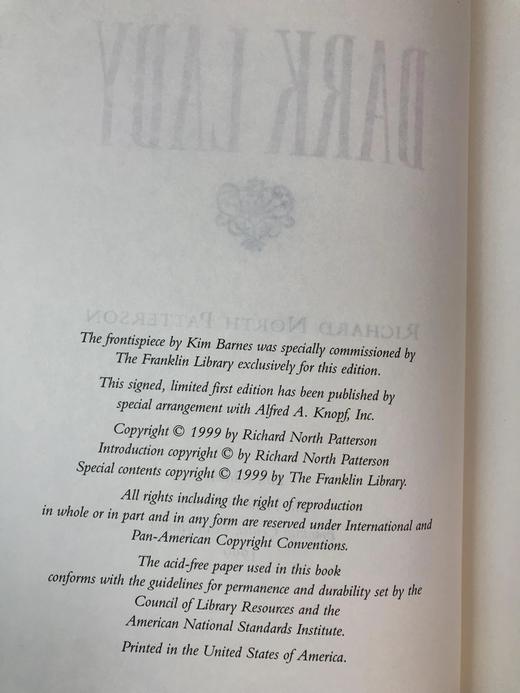 DARK LADY
RICHARD NORTH PATTERSON
The frontispiece by Kim Barnes was specially commissioned by
The Franklin Library exclusively for this edition.
This signed, limited first edition has been published by
special arrangement with Alfred A. Knopf, Inc.
Copyright © 1999 by Richard North Patterson
Introduction copyright © by Richard North Patterson
Special contents copyright © 1999 by The Franklin Library.
All rights including the right of reproduction
in whole or in part and in any form are reserved under International and
Pan-American Copyright Conventions.
The acid-free paper used in this book
conforms with the guidelines for permanence and durability set by the
Council of Library Resources and the
American National Standards Institute.
Printed in the United States of America.